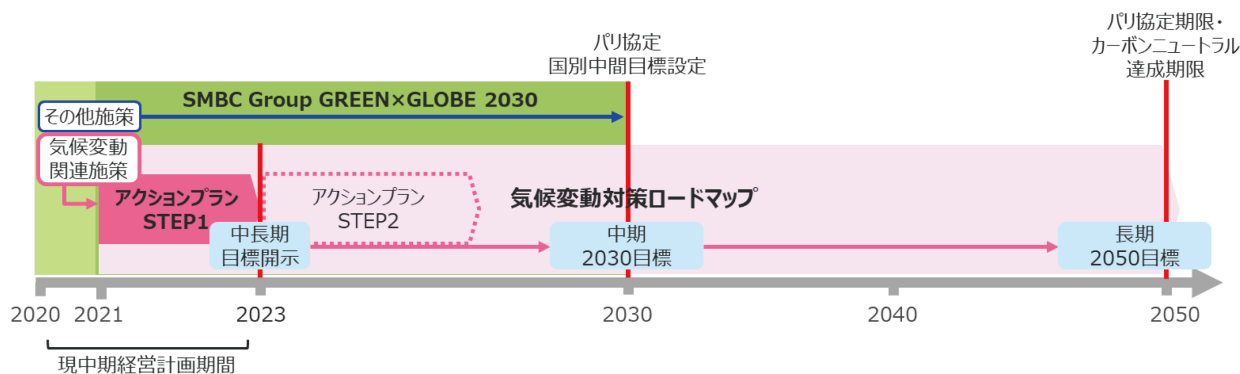 パリ協定
国別中間目標設定
パリ協定期限・
カーボンニュートラル
達成期限
SMBC Group GREEN×GLOBE 2030
その他施策
気候変動
関連施策
アクションプラン
STEP1
アクションプラン
STEP2
気候変動対策ロードマップ
中長期
目標開示
中期
2030目標
長期
2050目標
2020
2021
2023
2030
2040
2050
現中期経営計画期間